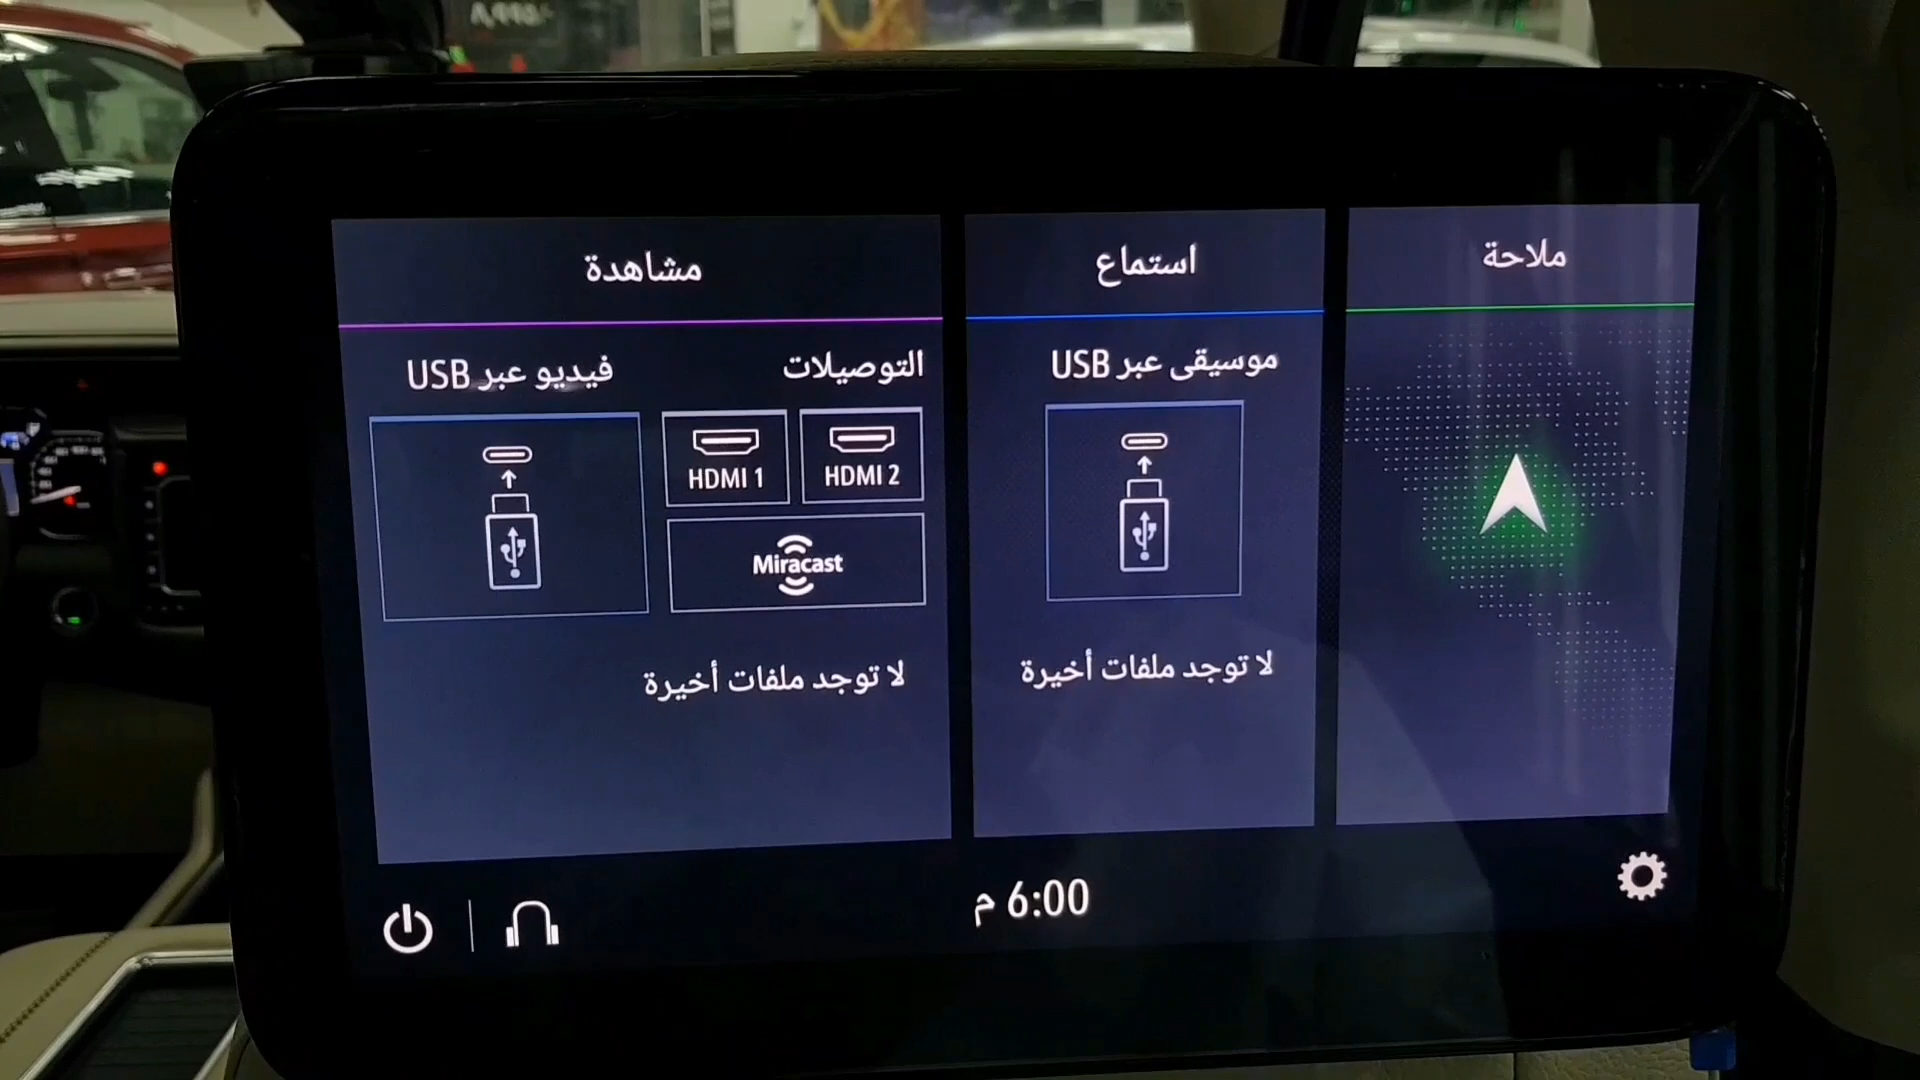 ملاحة
استماع
موسيقى عبر USB
لا توجد ملفات أخيرة
مشاهدة
التوصيلات
HDMI 2
HDMI 1
Miracast
فيديو عبر USB
لا توجد ملفات أخيرة
6:00 م